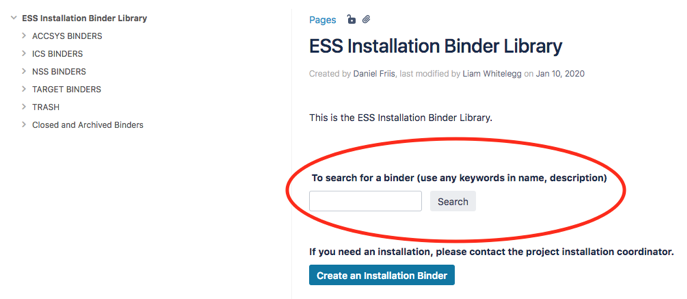 ESS Installation Binder Library
ACCSYS BINDERS
ICS BINDERS
NSS BINDERS
TARGET BINDERS
TRASH
Closed and Archived Binders
Pages
ESS Installation Binder Library
Created by Daniel Friis, last modified by Liam Whitelegg on Jan 10, 2020
This is the ESS Installation Binder Library.
To search for a binder (use any keywords in name, description)
Search
If you need an installation, please contact the project installation coordinator.
Create an Installation Binder